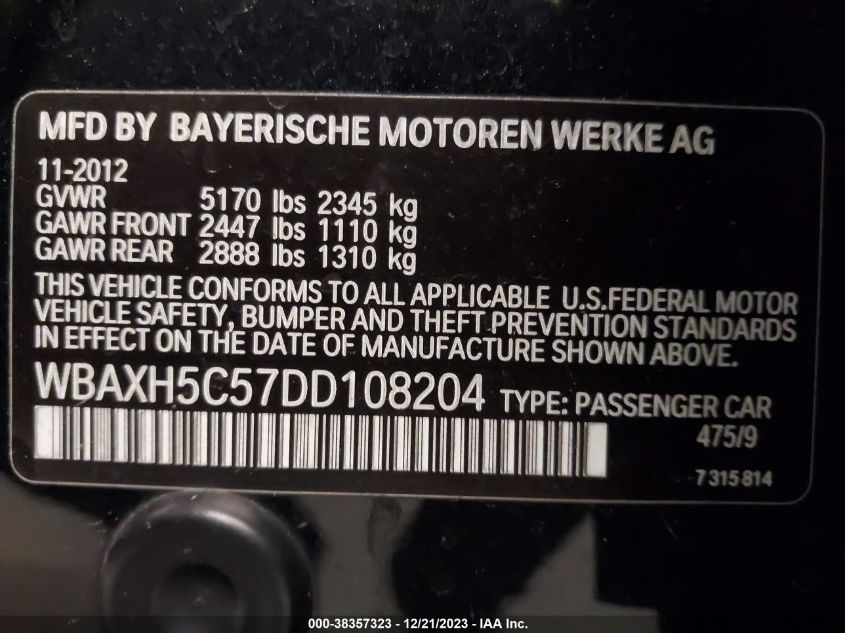 MFD BY BAYERISCHE MOTOREN WERKE AG
11-2012
GVWR 5170 lbs 2345 kg
GAWR FRONT 2447 lbs 1110 kg
GAWR REAR 2888 lbs 1310 kg
THIS VEHICLE CONFORMS TO ALL APPLICABLE U.S.FEDERAL MOTOR
VEHICLE SAFETY, BUMPER AND THEFT PREVENTION STANDARDS
IN EFFECT ON THE DATE OF MANUFACTURE SHOWN ABOVE.
WBAXH5C57DD108204 TYPE: PASSENGER CAR
475/9
7 315 814
000-38357323 - 12/21/2023 - IAA Inc.